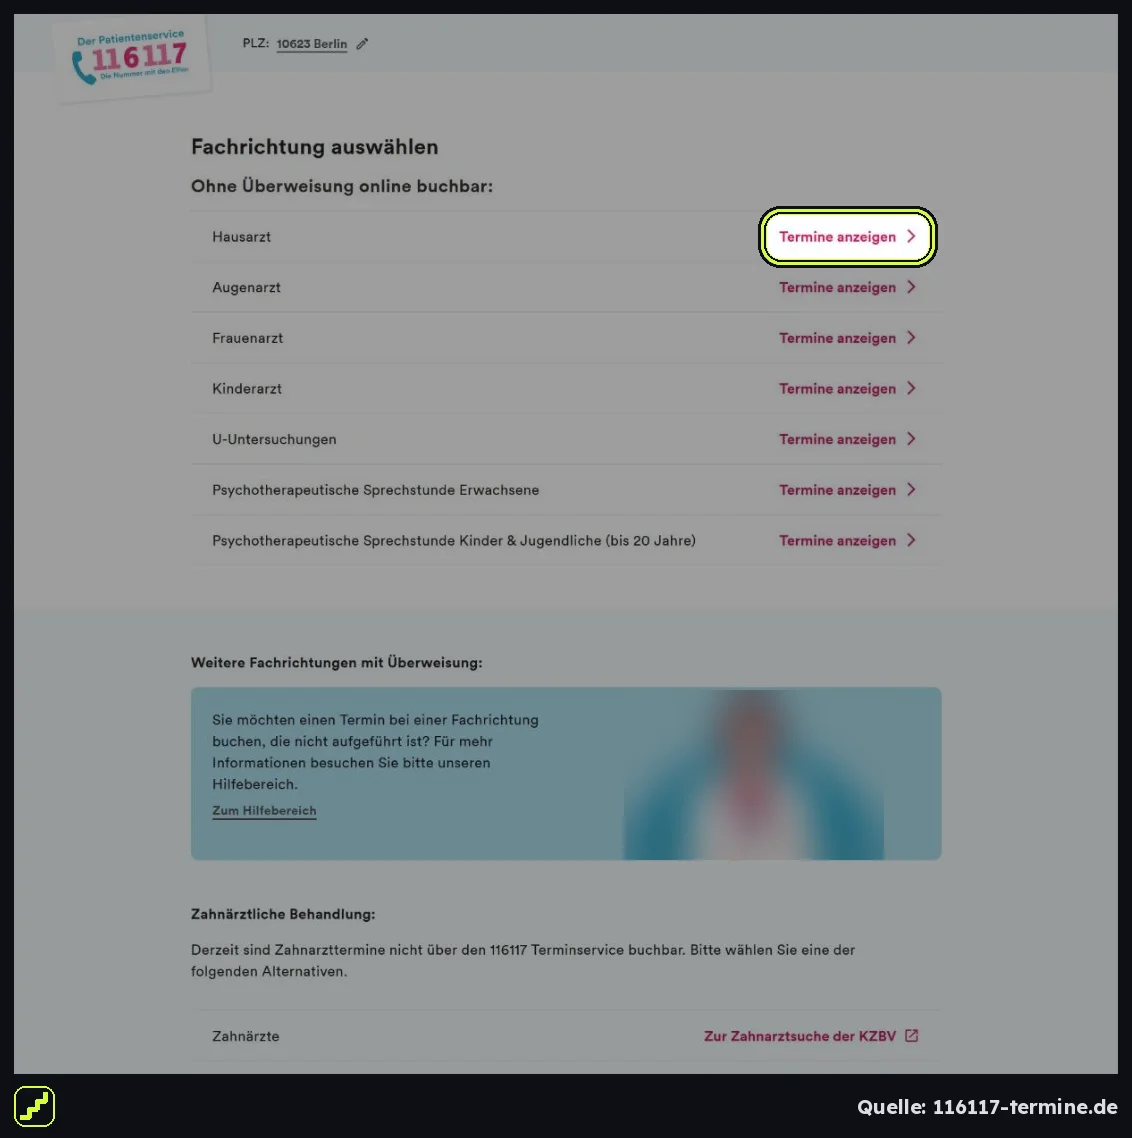 Der Patientenservice
116117
Die Nummer mit den Elfen
PLZ: 10623 Berlin
Fachrichtung auswählen
Ohne Überweisung online buchbar:
Hausarzt Termine anzeigen
Augenarzt Termine anzeigen
Frauenarzt Termine anzeigen
Kinderarzt Termine anzeigen
U-Untersuchungen Termine anzeigen
Psychotherapeutische Sprechstunde Erwachsene Termine anzeigen
Psychotherapeutische Sprechstunde Kinder & Jugendliche (bis 20 Jahre) Termine anzeigen
Weitere Fachrichtungen mit Überweisung:
Sie möchten einen Termin bei einer Fachrichtung
buchen, die nicht aufgeführt ist? Für mehr
Informationen besuchen Sie bitte unseren
Hilfebereich.
Zum Hilfebereich
Zahnärztliche Behandlung:
Derzeit sind Zahnarzttermine nicht über den 116117 Terminservice buchbar. Bitte wählen Sie eine der
folgenden Alternativen.
Zahnärzte Zur Zahnarztsuche der KZBV
Quelle: 116117-termine.de